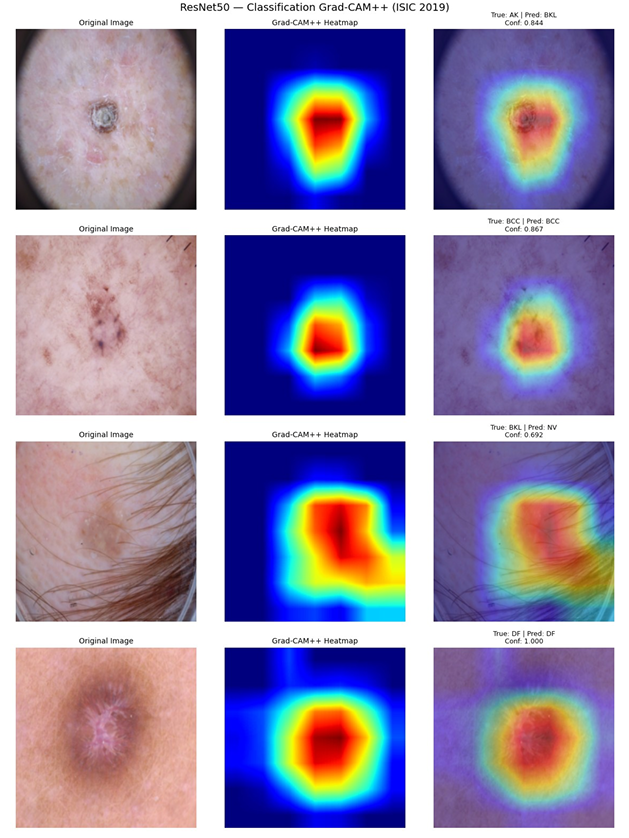 ResNet50 — Classification Grad-CAM++ (ISIC 2019)
Original Image
Grad-CAM++ Heatmap
True: AK | Pred: BKL
Conf: 0.844
Original Image
Grad-CAM++ Heatmap
True: BCC | Pred: BCC
Conf: 0.867
Original Image
Grad-CAM++ Heatmap
True: BKL | Pred: NV
Conf: 0.692
Original Image
Grad-CAM++ Heatmap
True: DF | Pred: DF
Conf: 1.000